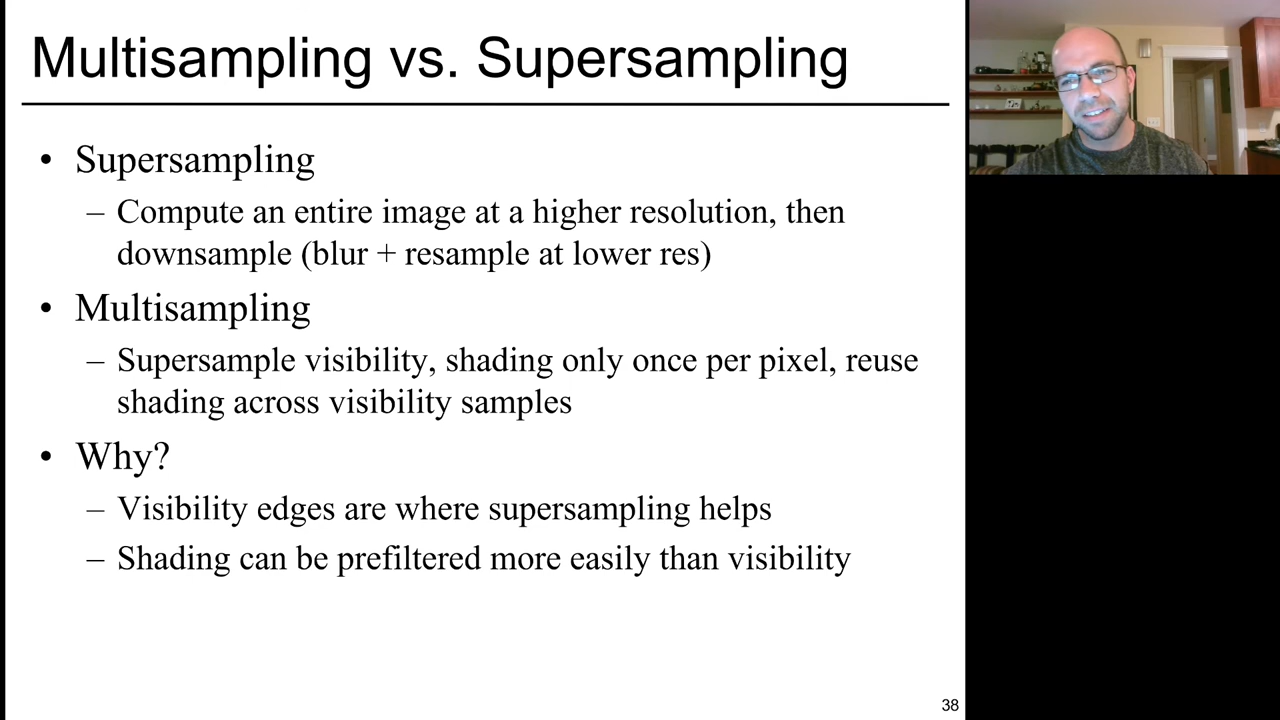 Multisampling vs. Supersampling
• Supersampling
– Compute an entire image at a higher resolution, then
downsample (blur + resample at lower res)
• Multisampling
– Supersample visibility, shading only once per pixel, reuse
shading across visibility samples
• Why?
– Visibility edges are where supersampling helps
– Shading can be prefiltered more easily than visibility
38